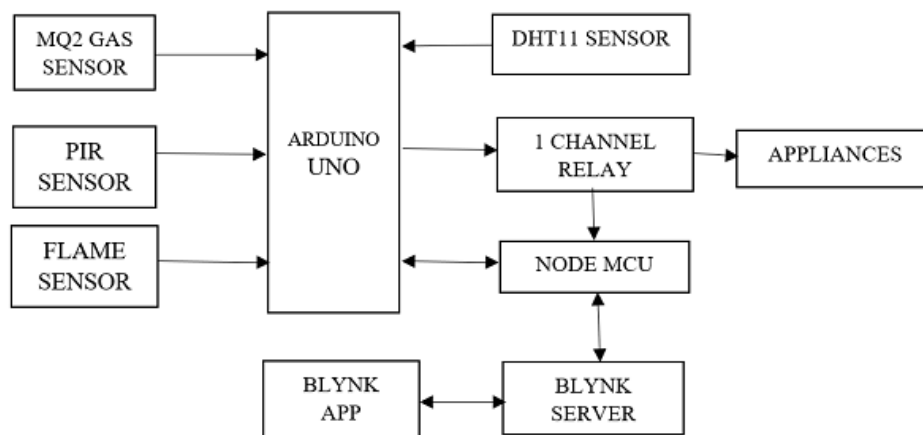 MQ2 GAS
SENSOR
DHT11 SENSOR
PIR
SENSOR
ARDUINO
UNO
1 CHANNEL
RELAY
APPLIANCES
FLAME
SENSOR
NODE MCU
BLYNK
APP
BLYNK
SERVER